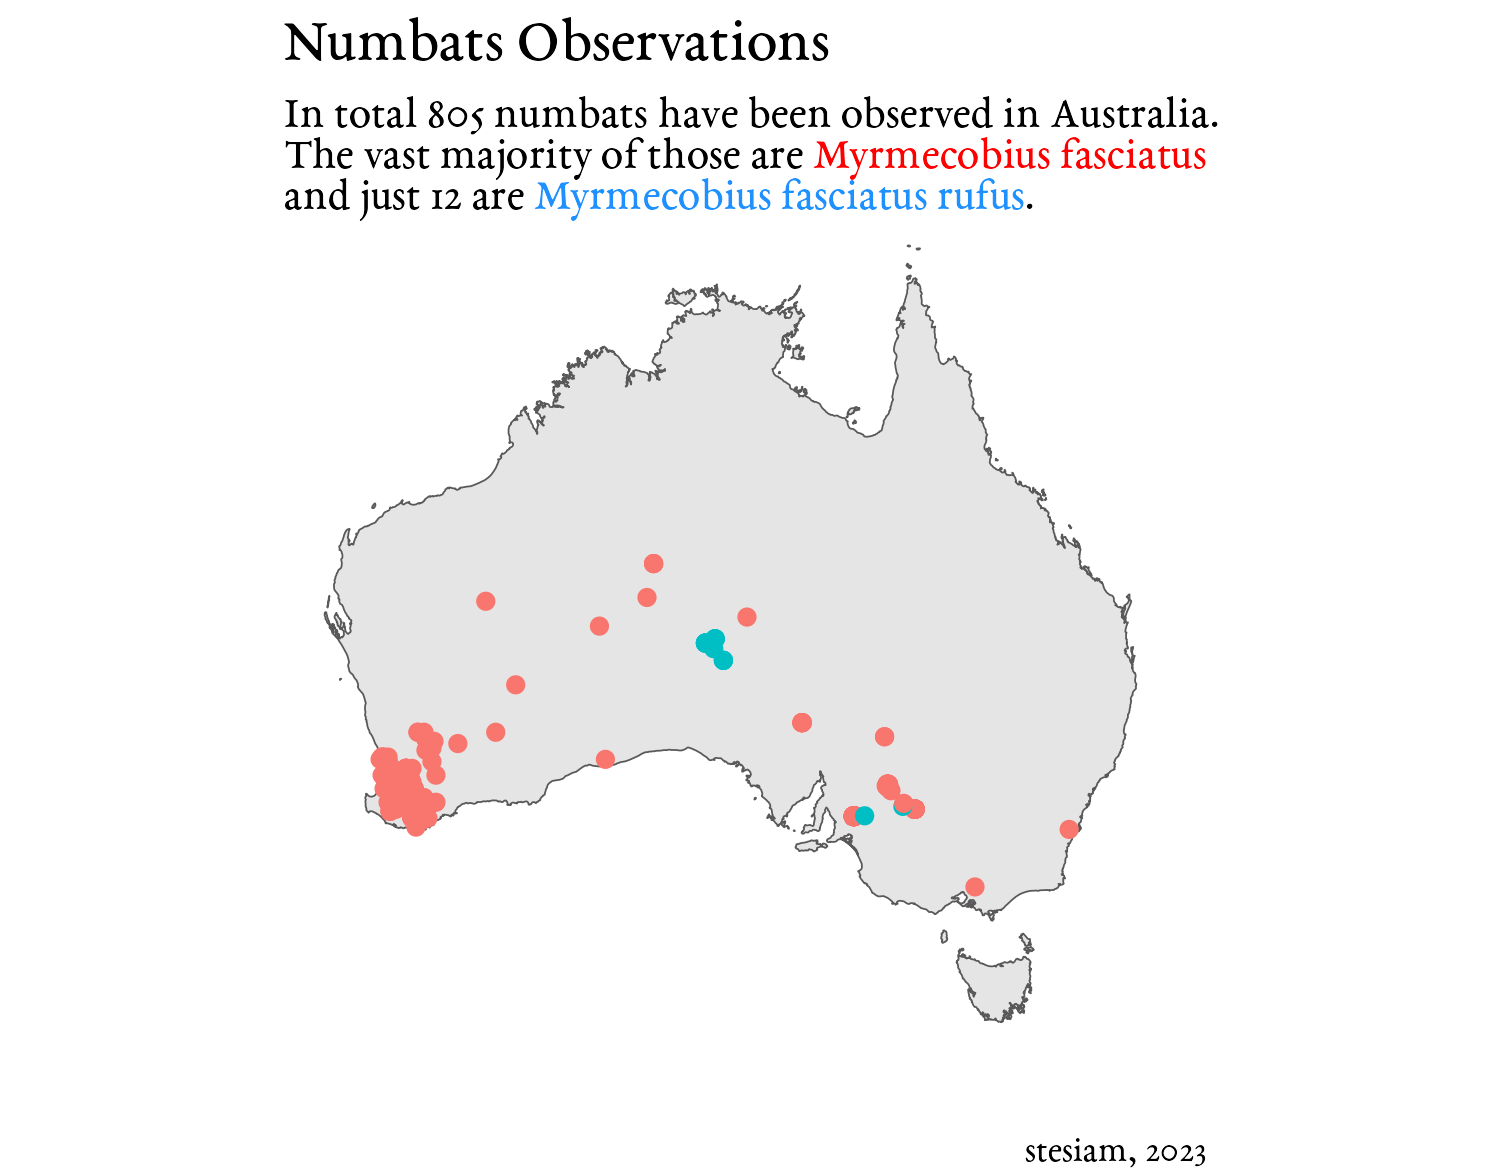 Numbats Observations
In total 805 numbats have been observed in Australia.
The vast majority of those are Myrmecobius fasciatus
and just 12 are Myrmecobius fasciatus rufus.
stesiam, 2023